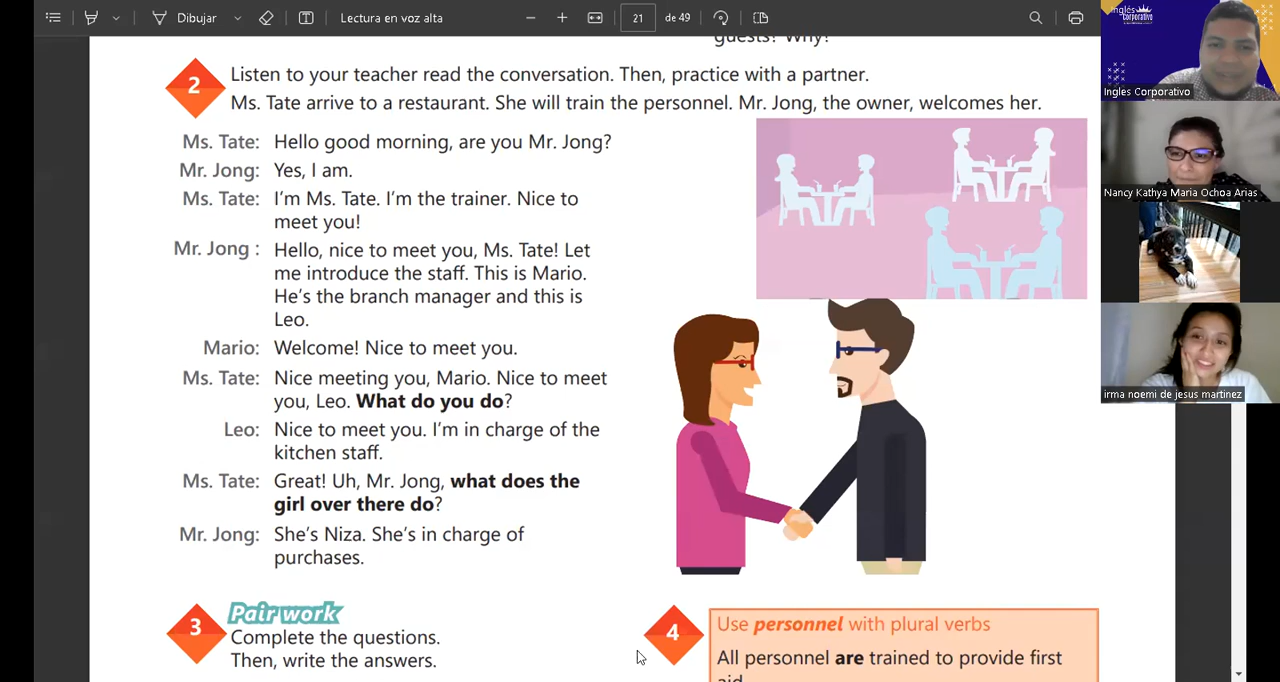 Dibujar
Lectura en voz alta
21
de 49
guests? Why?
2
Listen to your teacher read the conversation. Then, practice with a partner.
Ms. Tate arrive to a restaurant. She will train the personnel. Mr. Jong, the owner, welcomes her.
Ms. Tate: Hello good morning, are you Mr. Jong?
Mr. Jong: Yes, I am.
Ms. Tate: I'm Ms. Tate. I'm the trainer. Nice to
meet you!
Mr. Jong : Hello, nice to meet you, Ms. Tate! Let
me introduce the staff. This is Mario.
He's the branch manager and this is
Leo.
Mario: Welcome! Nice to meet you.
Ms. Tate: Nice meeting you, Mario. Nice to meet
you, Leo. What do you do?
Leo: Nice to meet you. I'm in charge of the
kitchen staff.
Ms. Tate: Great! Uh, Mr. Jong, what does the
girl over there do?
Mr. Jong: She's Niza. She's in charge of
purchases.
3
Pair work
Complete the questions.
Then, write the answers.
4
Use personnel with plural verbs
All personnel are trained to provide first
aid
Inglés
Corporativo
Ingles Corporativo
Nancy Kathya Maria Ochoa Arias
irma noemi de jesus martinez